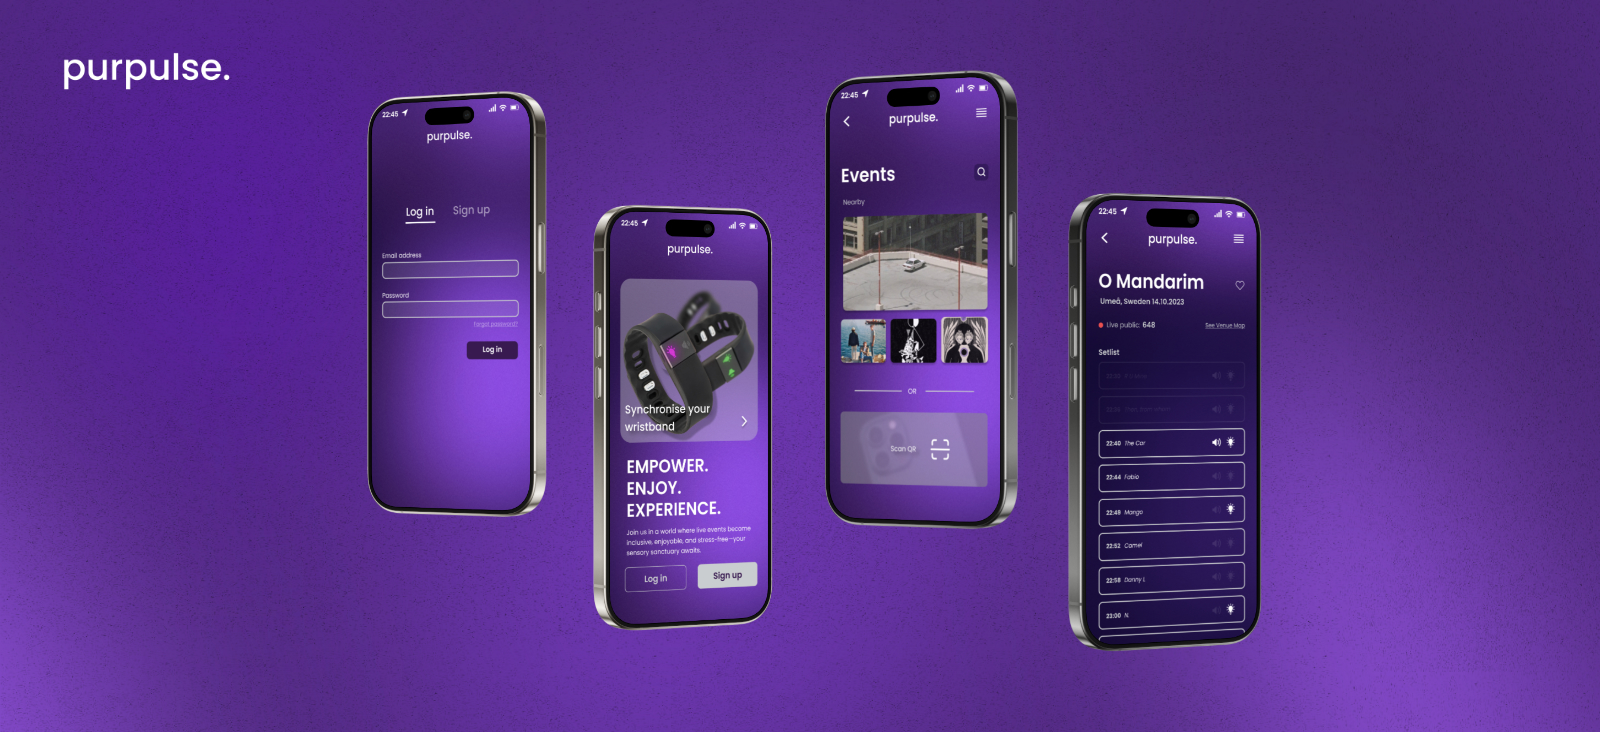 purpulse.
22:45
purpulse.
Log in
Sign up
Email address
Password
Forgot password?
Log in
22:45
purpulse.
Synchronise your
wristband
EMPOWER.
ENJOY.
EXPERIENCE.
Join us in a world where live events become
inclusive, enjoyable, and stress-free—your
sensory sanctuary awaits.
Log in
Sign up
22:45
purpulse.
Events
Nearby
OR
Scan QR
22:45
purpulse.
O Mandarim
Umeå, Sweden 14.10.2023
Live public: 648
See Venue Map
Setlist
22:40 The Car
22:44 Fabio
22:49 Mango
22:52 Camel
22:58 Danny L
23:00 N.